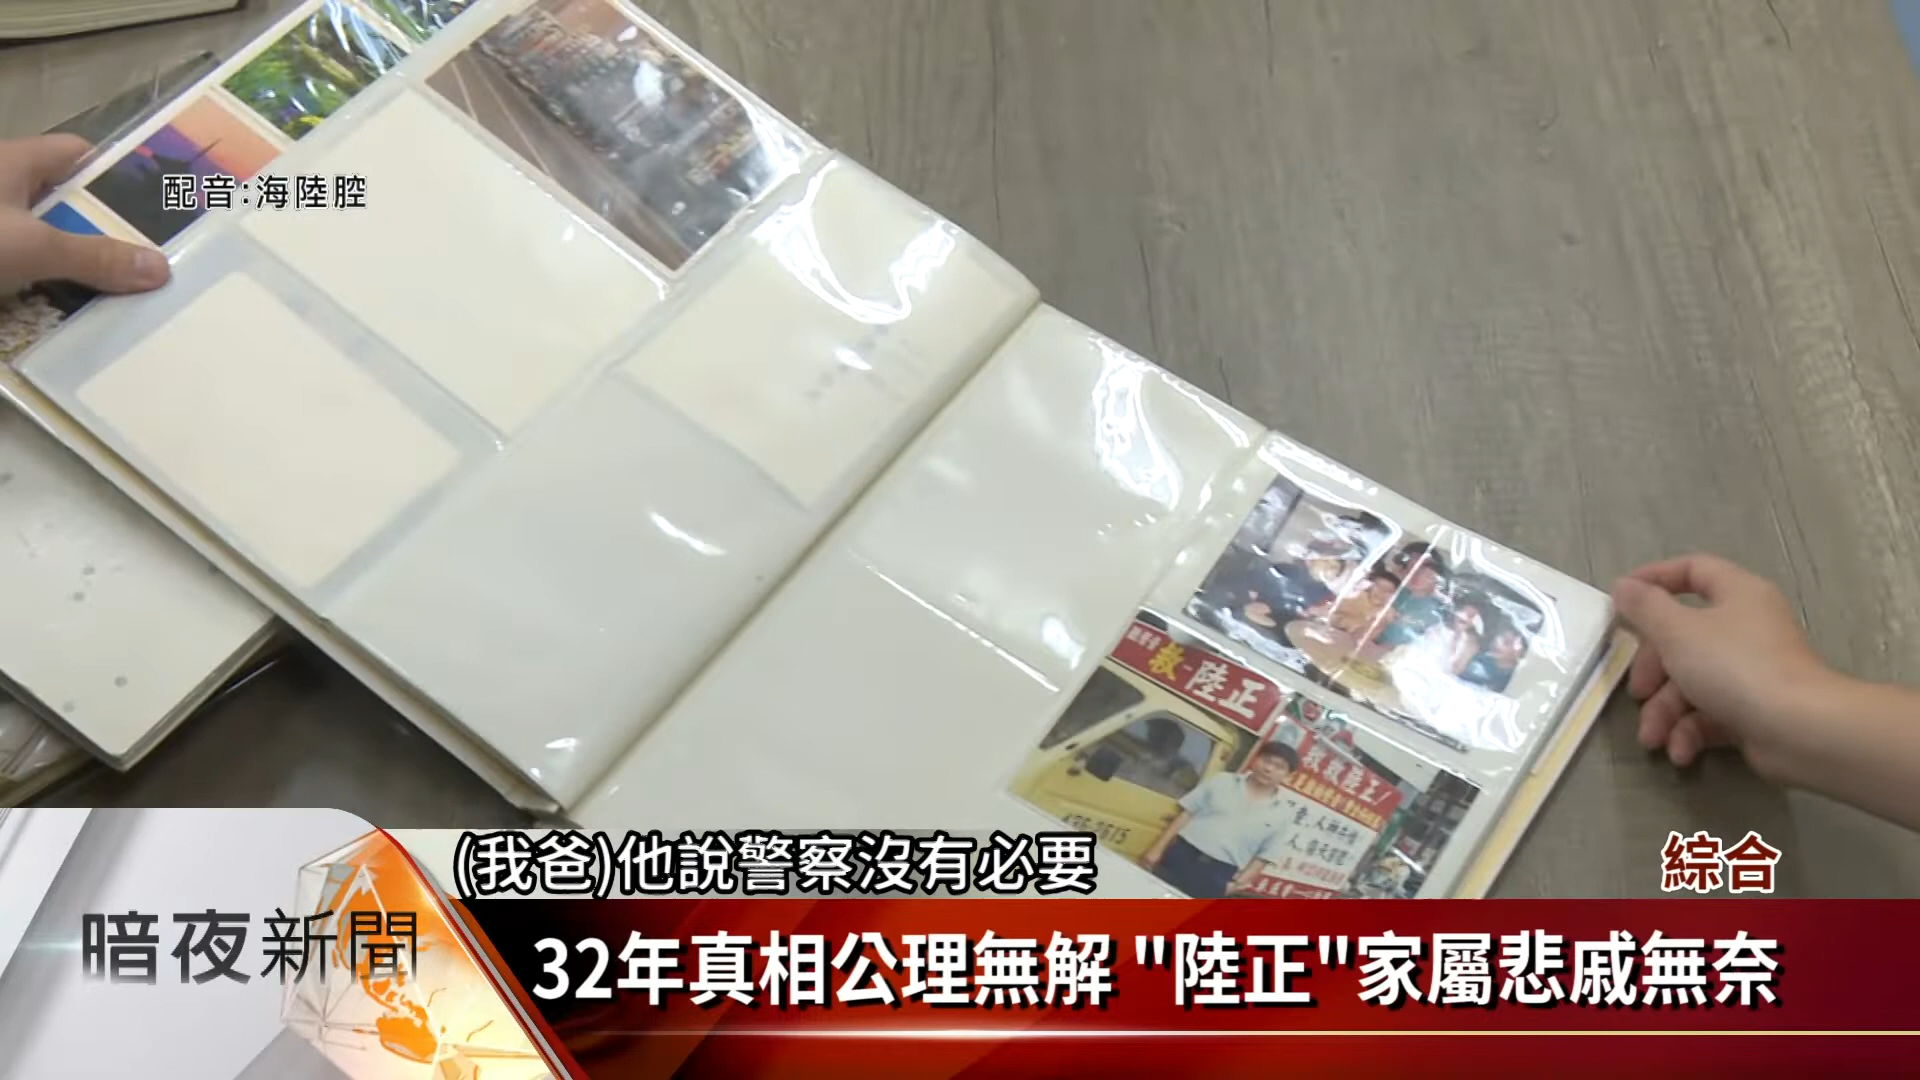 配音:海陸腔
救
陸正
救救陸正!
(我爸)他說警察沒有必要
綜合
暗夜新聞
32年真相公理無解 "陸正"家屬悲戚無奈